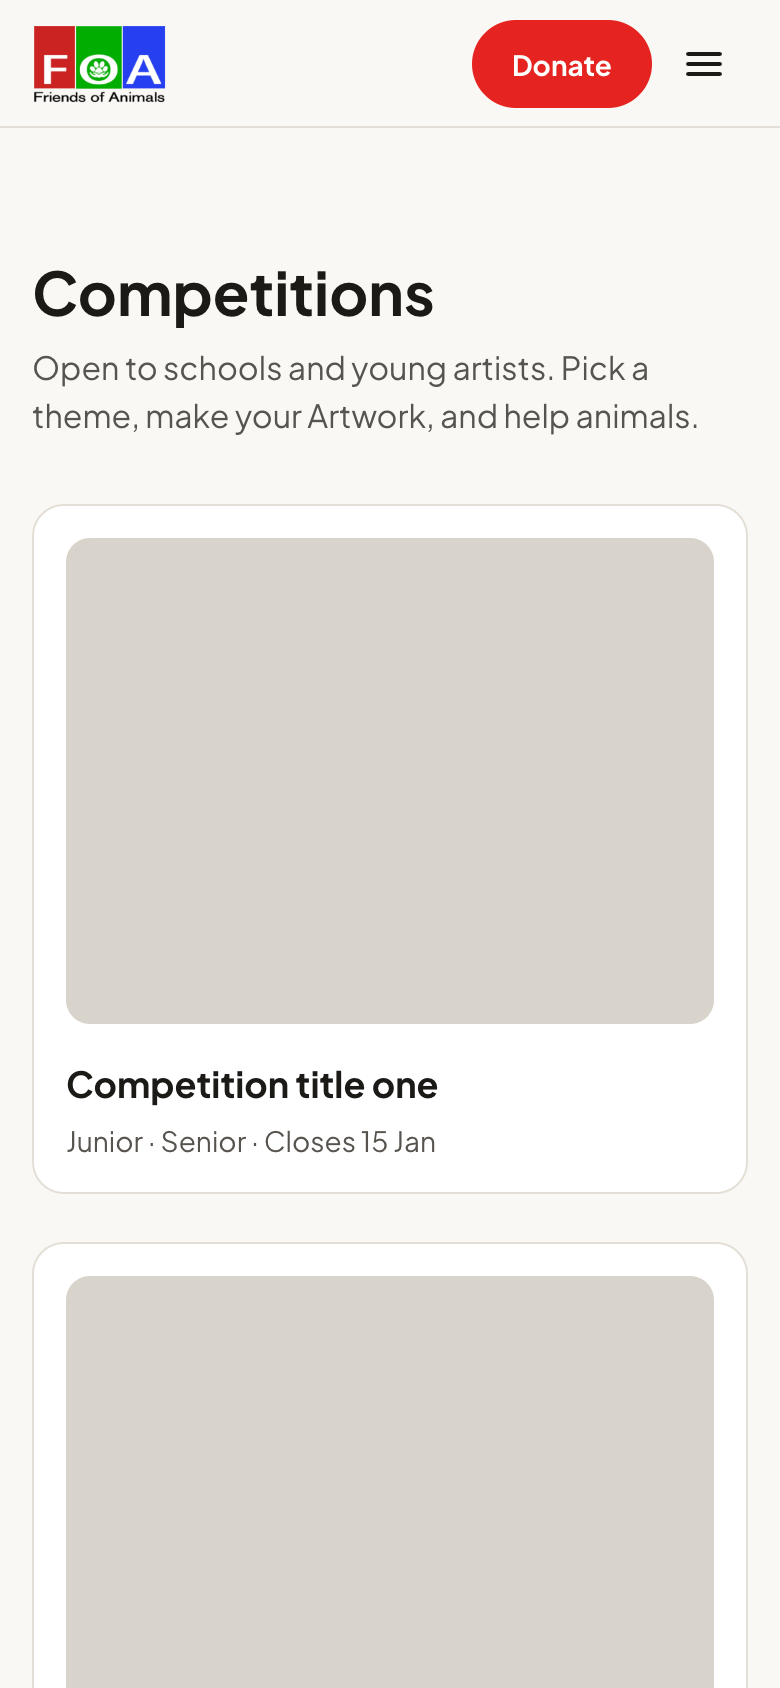 FOA
Friends of Animals
Donate
Competitions
Open to schools and young artists. Pick a
theme, make your Artwork, and help animals.
Competition title one
Junior · Senior · Closes 15 Jan